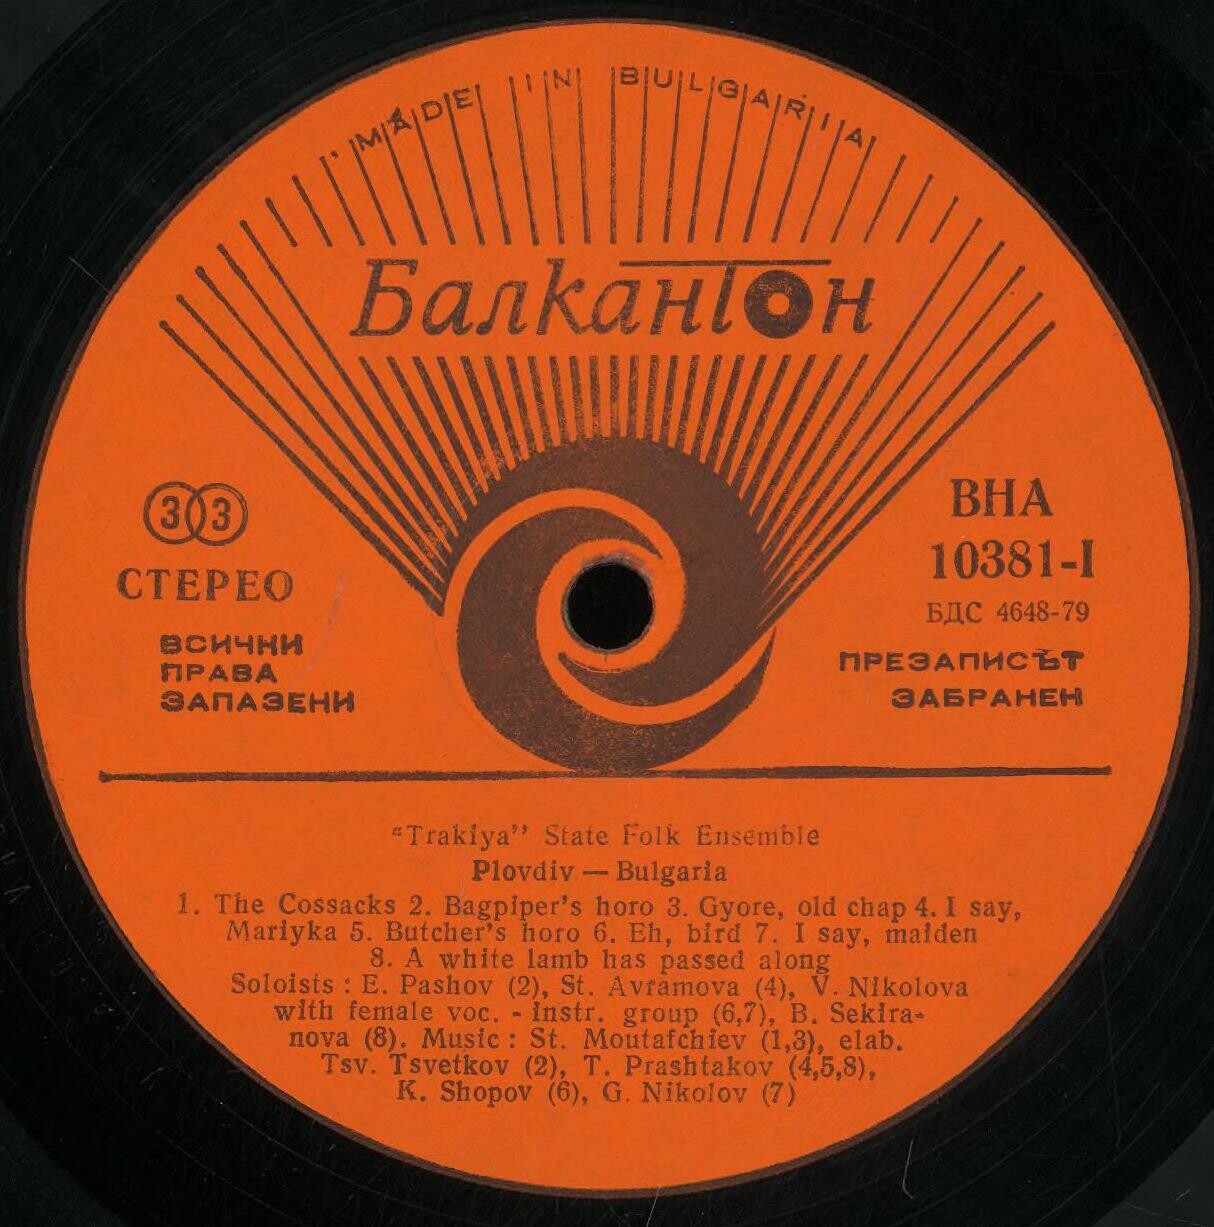 MADE IN BULGARIA
Балкантон
33
СТЕРЕО
ВСИЧНИ
ПРАВА
ЗАПАЗЕНИ
ВНА
10381-I
БДС 4648-79
ПРЕЗАПИСЪТ
ЗАБРАНЕН
“Trakiya” State Folk Ensemble
Plovdiv — Bulgaria
1. The Cossacks 2. Bagpiper's horo 3. Gyore, old chap 4. I say,
Mariyka 5. Butcher's horo 6. Eh, bird 7. I say, maiden
8. A white lamb has passed along
Soloists : E. Pashov (2), St. Avramova (4), V. Nikolova
with female voc. - instr. group (6,7), B. Sekira-
nova (8). Music : St. Moutafchiev (1,3), elab.
Tsv. Tsvetkov (2), T. Prashtakov (4,5,8),
K. Shopov (6), G. Nikolov (7)